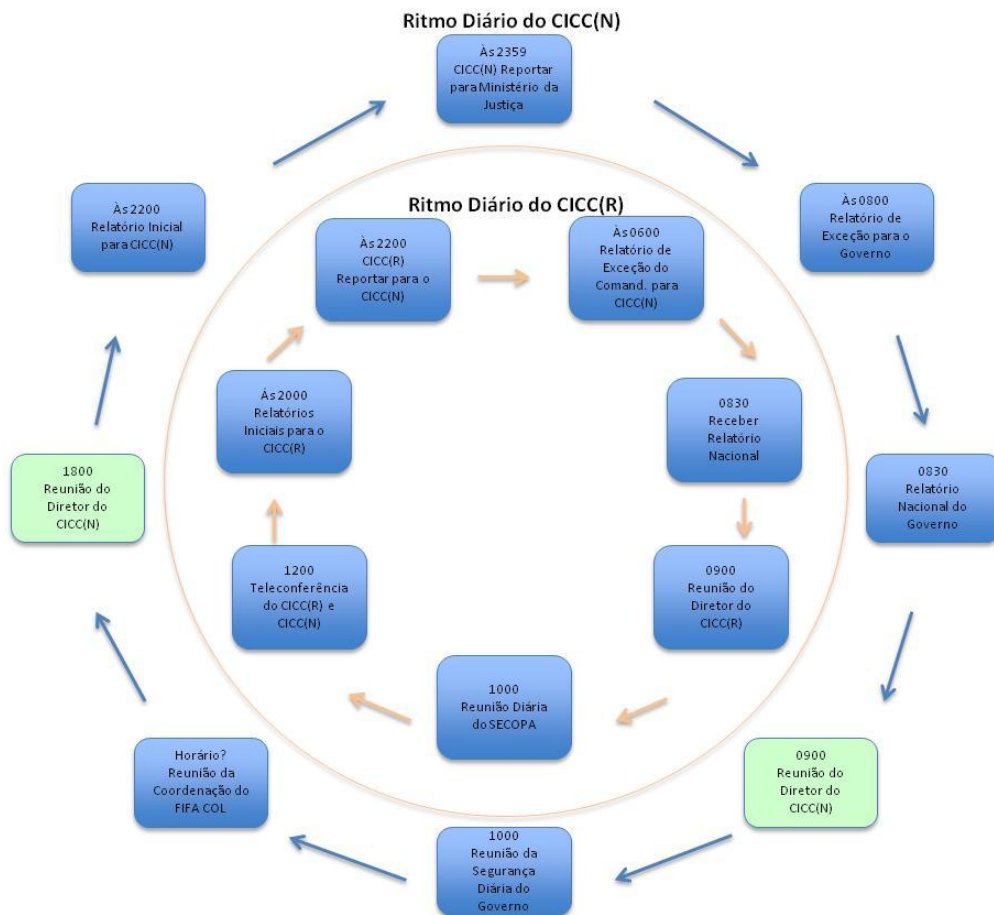 Ritmo Diário do CICC(N)
Às 2359
CICC(N) Reportar
para Ministério da
Justiça
Às 0800
Relatório de
Exceção para o
Governo
0830
Relatório
Nacional do
Governo
0900
Reunião do
Diretor do
CICC(N)
1000
Reunião da
Segurança
Diária do
Governo
Horário?
Reunião da
Coordenação do
FIFA COL
1800
Reunião do
Diretor do
CICC(N)
Às 2200
Relatório Inicial
para CICC(N)
Ritmo Diário do CICC(R)
Às 2200
CICC(R)
Reportar para o
CICC(N)
Às 0600
Relatório de
Exceção do
Comand. para
CICC(N)
0830
Receber
Relatório
Nacional
0900
Reunião do
Diretor do
CICC(R)
1000
Reunião Diária
do SECOPA
1200
Teleconferência
do CICC(R) e
CICC(N)
Ás 2000
Relatórios
Iniciais para o
CICC(R)